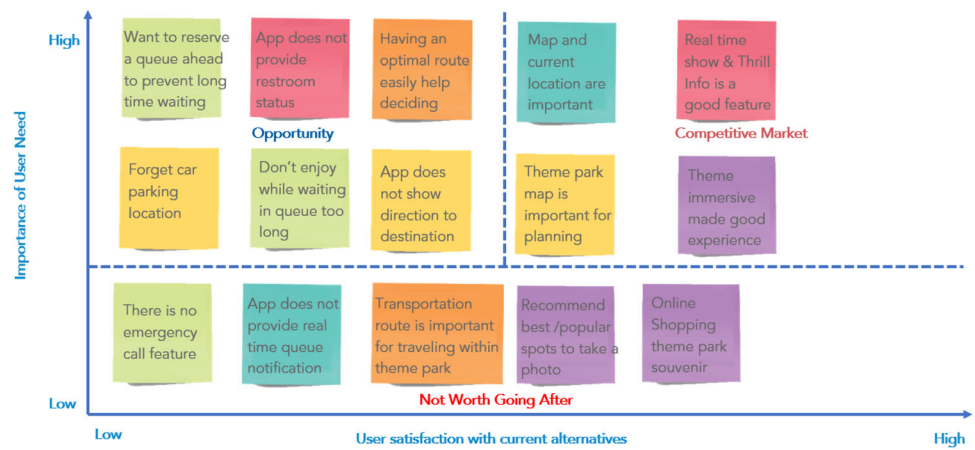 High
Want to reserve
a queue ahead
to prevent long
time waiting
App does not
provide
restroom
status
Having an
optimal route
easily help
deciding
Map and
current
location are
important
Real time
show & Thrill
Info is a
good feature
Opportunity
Competitive Market
Importance of User Need
Forget car
parking
location
Don't enjoy
while waiting
in queue too
long
App does
not show
direction to
destination
Theme park
map is
important for
planning
Theme
immersive
made good
experience
There is no
emergency
call feature
App does not
provide real
time queue
notification
Transportation
route is important
for traveling within
theme park
Recommend
best /popular
spots to take a
photo
Online
Shopping
theme park
souvenir
Not Worth Going After
Low
Low
User satisfaction with current alternatives
High